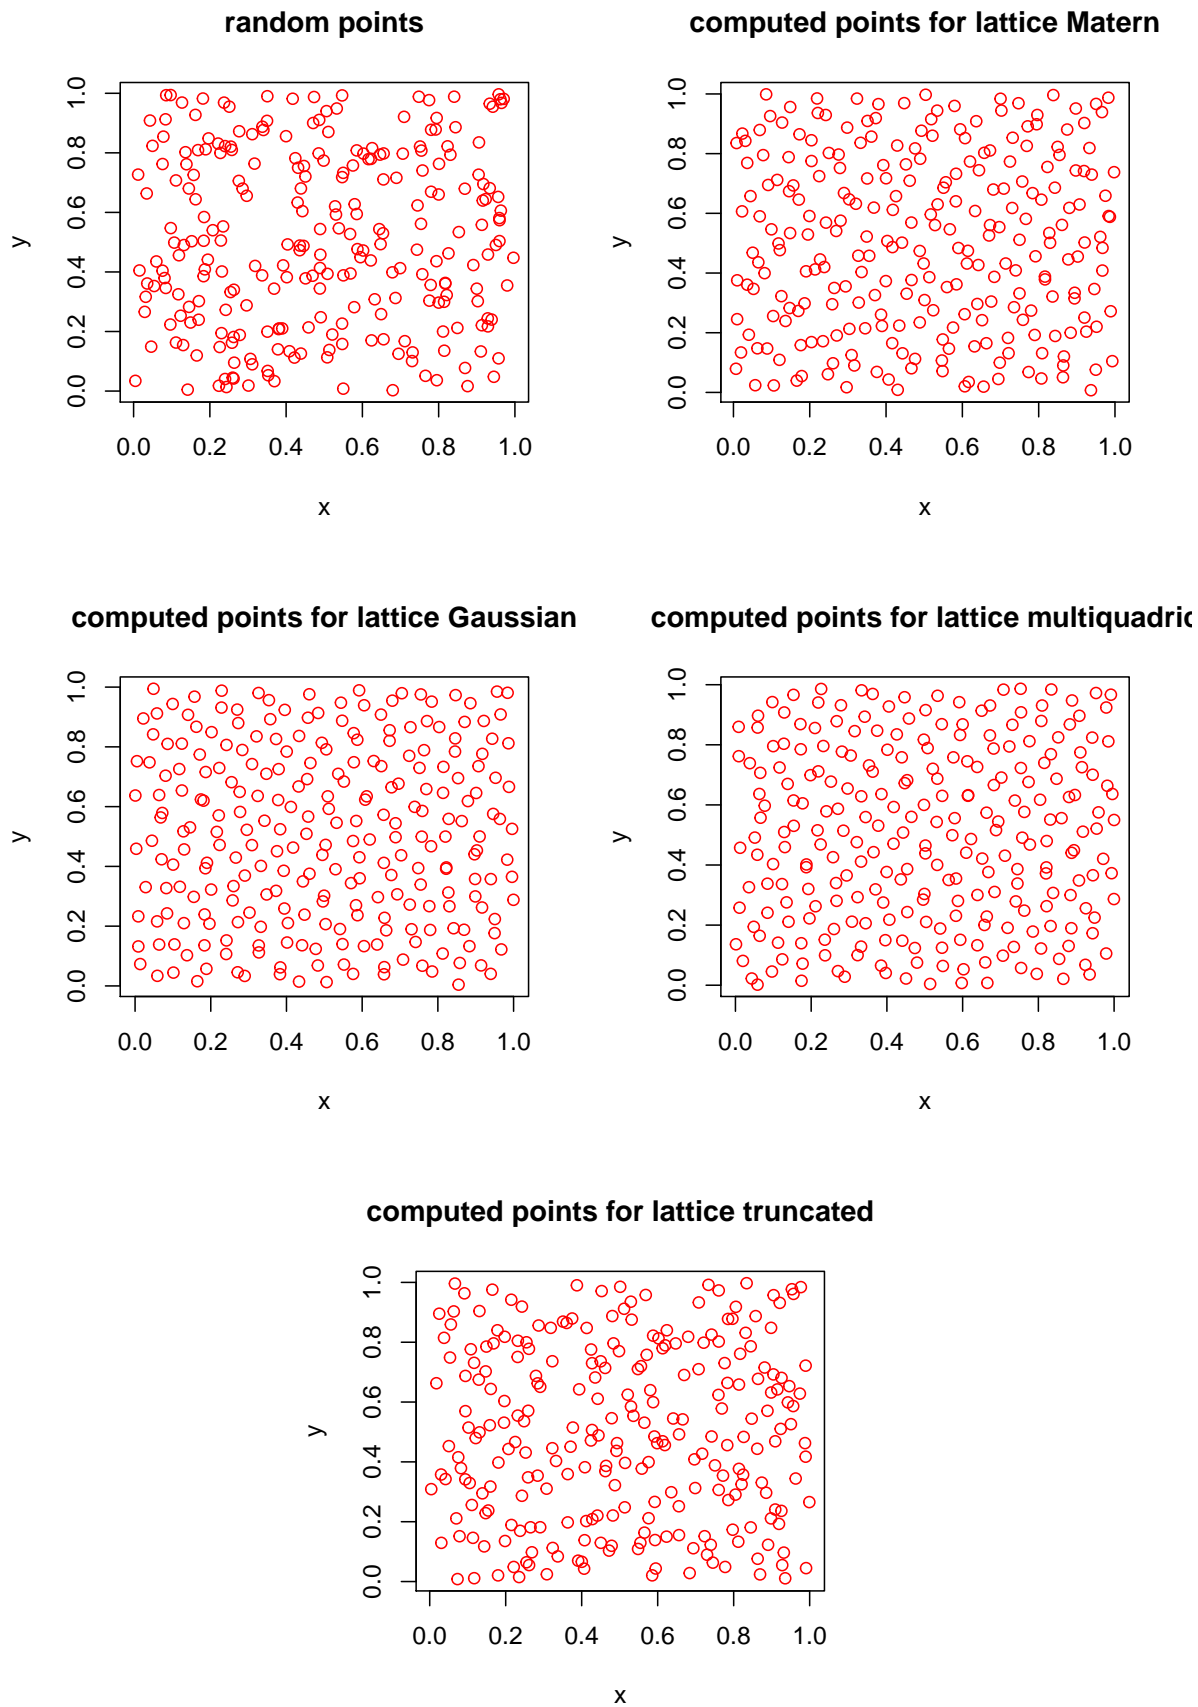 random points
computed points for lattice Matern
y
0.0 0.2 0.4 0.6 0.8 1.0
0.0 0.2 0.4 0.6 0.8 1.0
x
y
0.0 0.2 0.4 0.6 0.8 1.0
0.0 0.2 0.4 0.6 0.8 1.0
x
computed points for lattice Gaussian
computed points for lattice multiquadric
y
0.0 0.2 0.4 0.6 0.8 1.0
0.0 0.2 0.4 0.6 0.8 1.0
x
y
0.0 0.2 0.4 0.6 0.8 1.0
0.0 0.2 0.4 0.6 0.8 1.0
x
computed points for lattice truncated
y
0.0 0.2 0.4 0.6 0.8 1.0
0.0 0.2 0.4 0.6 0.8 1.0
x